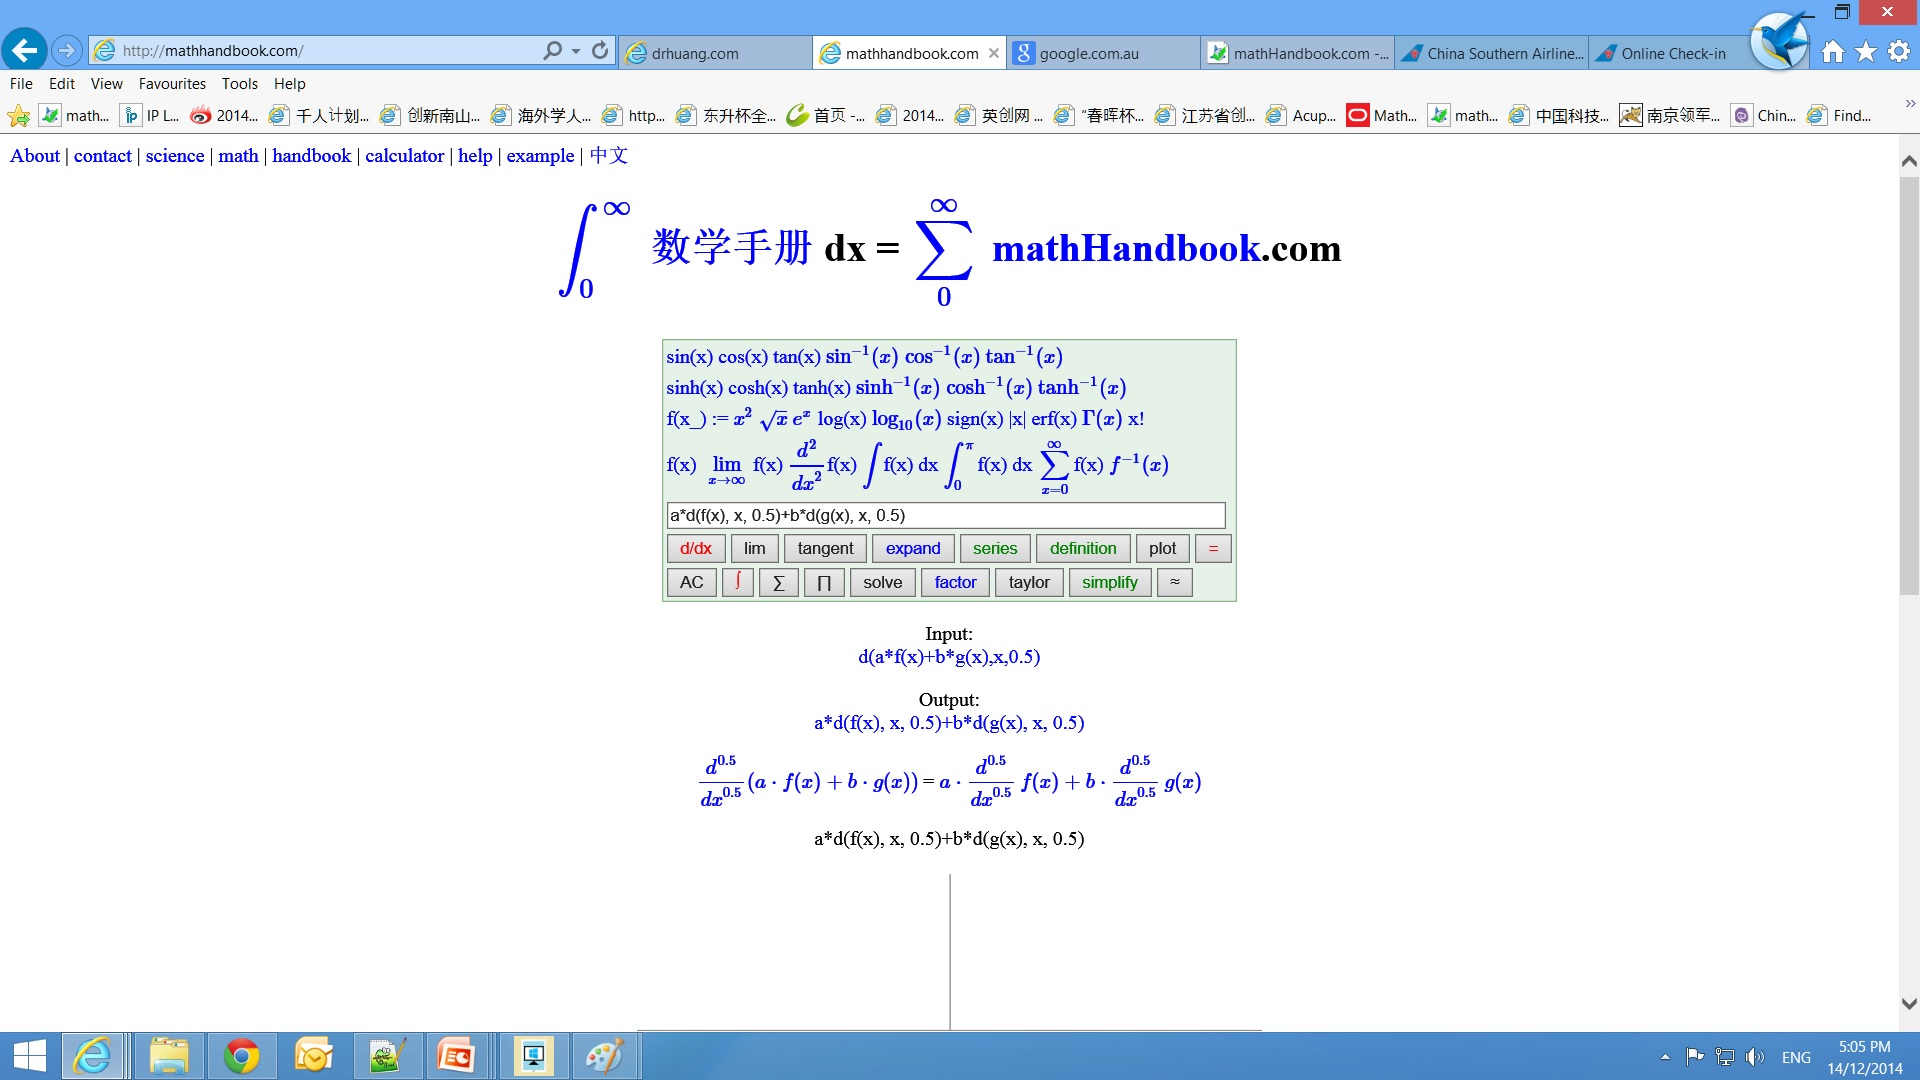 http://mathhandbook.com/
drhuang.com
mathhandbook.com
google.com.au
mathHandbook.com -...
China Southern Airline...
Online Check-in
File Edit View Favourites Tools Help
math... IP L... 2014... 千人计划... 创新南山... 海外学人... http... 东升杯全... 首页 -... 2014... 英创网 ... “春晖杯... 江苏省创... Acup... Math... math... 中国科技... 南京领军... Chin... Find...
About | contact | science | math | handbook | calculator | help | example | 中文
∫₀^∞ 数学手册 dx = ∑₀^∞ mathHandbook.com
sin(x) cos(x) tan(x) sin⁻¹(x) cos⁻¹(x) tan⁻¹(x)
sinh(x) cosh(x) tanh(x) sinh⁻¹(x) cosh⁻¹(x) tanh⁻¹(x)
f(x_) := x² √x eˣ log(x) log₁₀(x) sign(x) |x| erf(x) Γ(x) x!
f(x) lim x→∞ f(x) d²/dx² f(x) ∫ f(x) dx ∫₀^π f(x) dx ∑_{x=0}^∞ f(x) f⁻¹(x)
a*d(f(x), x, 0.5)+b*d(g(x), x, 0.5)
d/dx lim tangent expand series definition plot =
AC ∫ ∑ ∏ solve factor taylor simplify ≈
Input:
d(a*f(x)+b*g(x),x,0.5)
Output:
a*d(f(x), x, 0.5)+b*d(g(x), x, 0.5)
d^0.5/dx^0.5 (a · f(x) + b · g(x)) = a · d^0.5/dx^0.5 f(x) + b · d^0.5/dx^0.5 g(x)
a*d(f(x), x, 0.5)+b*d(g(x), x, 0.5)
ENG
5:05 PM
14/12/2014